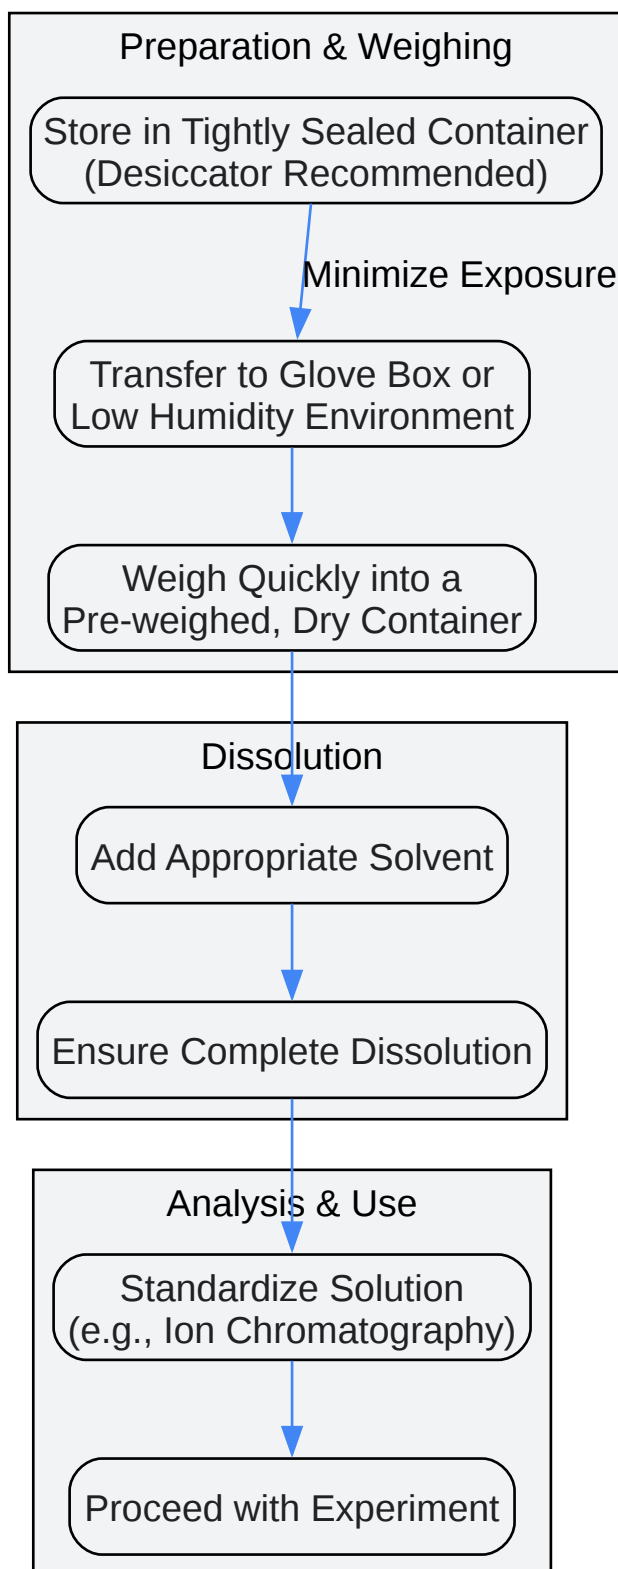 Preparation & Weighing
Store in Tightly Sealed Container
(Desiccator Recommended)
Minimize Exposure
Transfer to Glove Box or
Low Humidity Environment
Weigh Quickly into a
Pre-weighed, Dry Container
Dissolution
Add Appropriate Solvent
Ensure Complete Dissolution
Analysis & Use
Standardize Solution
(e.g., Ion Chromatography)
Proceed with Experiment